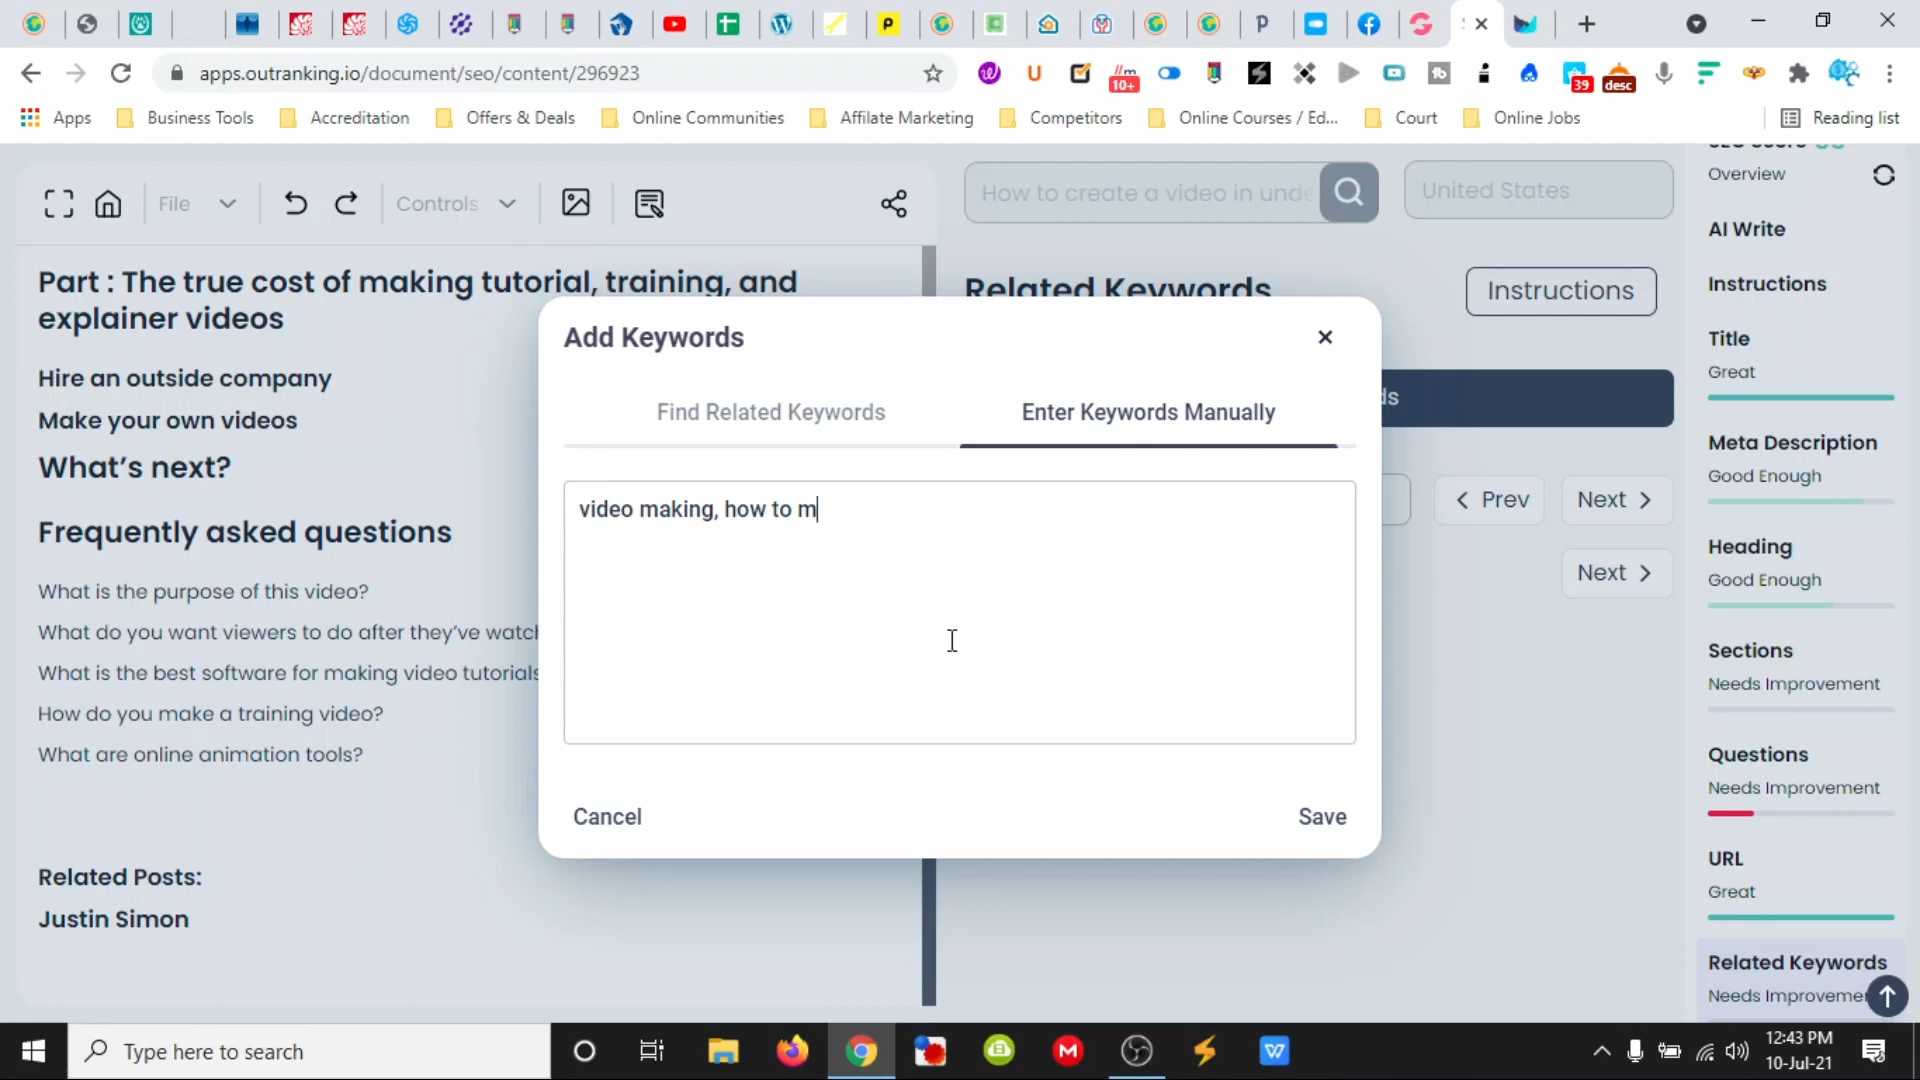 apps.outranking.io/document/seo/content/296923
10+
39
desc
Apps
Business Tools
Accreditation
Offers & Deals
Online Communities
Affilate Marketing
Competitors
Online Courses / Ed...
Court
Online Jobs
Reading list
File
Controls
How to create a video in unde
United States
Overview
AI Write
Instructions
Title
Great
Meta Description
Good Enough
Heading
Good Enough
Sections
Needs Improvement
Questions
Needs Improvement
URL
Great
Related Keywords
Needs Improvemen
Part : The true cost of making tutorial, training, and
explainer videos
Hire an outside company
Make your own videos
What's next?
Frequently asked questions
What is the purpose of this video?
What do you want viewers to do after they've watch
What is the best software for making video tutorials
How do you make a training video?
What are online animation tools?
Related Posts:
Justin Simon
Related Keywords
Instructions
ds
Prev
Next
Next
Add Keywords
Find Related Keywords
Enter Keywords Manually
video making, how to m
Cancel
Save
Type here to search
12:43 PM
10-Jul-21